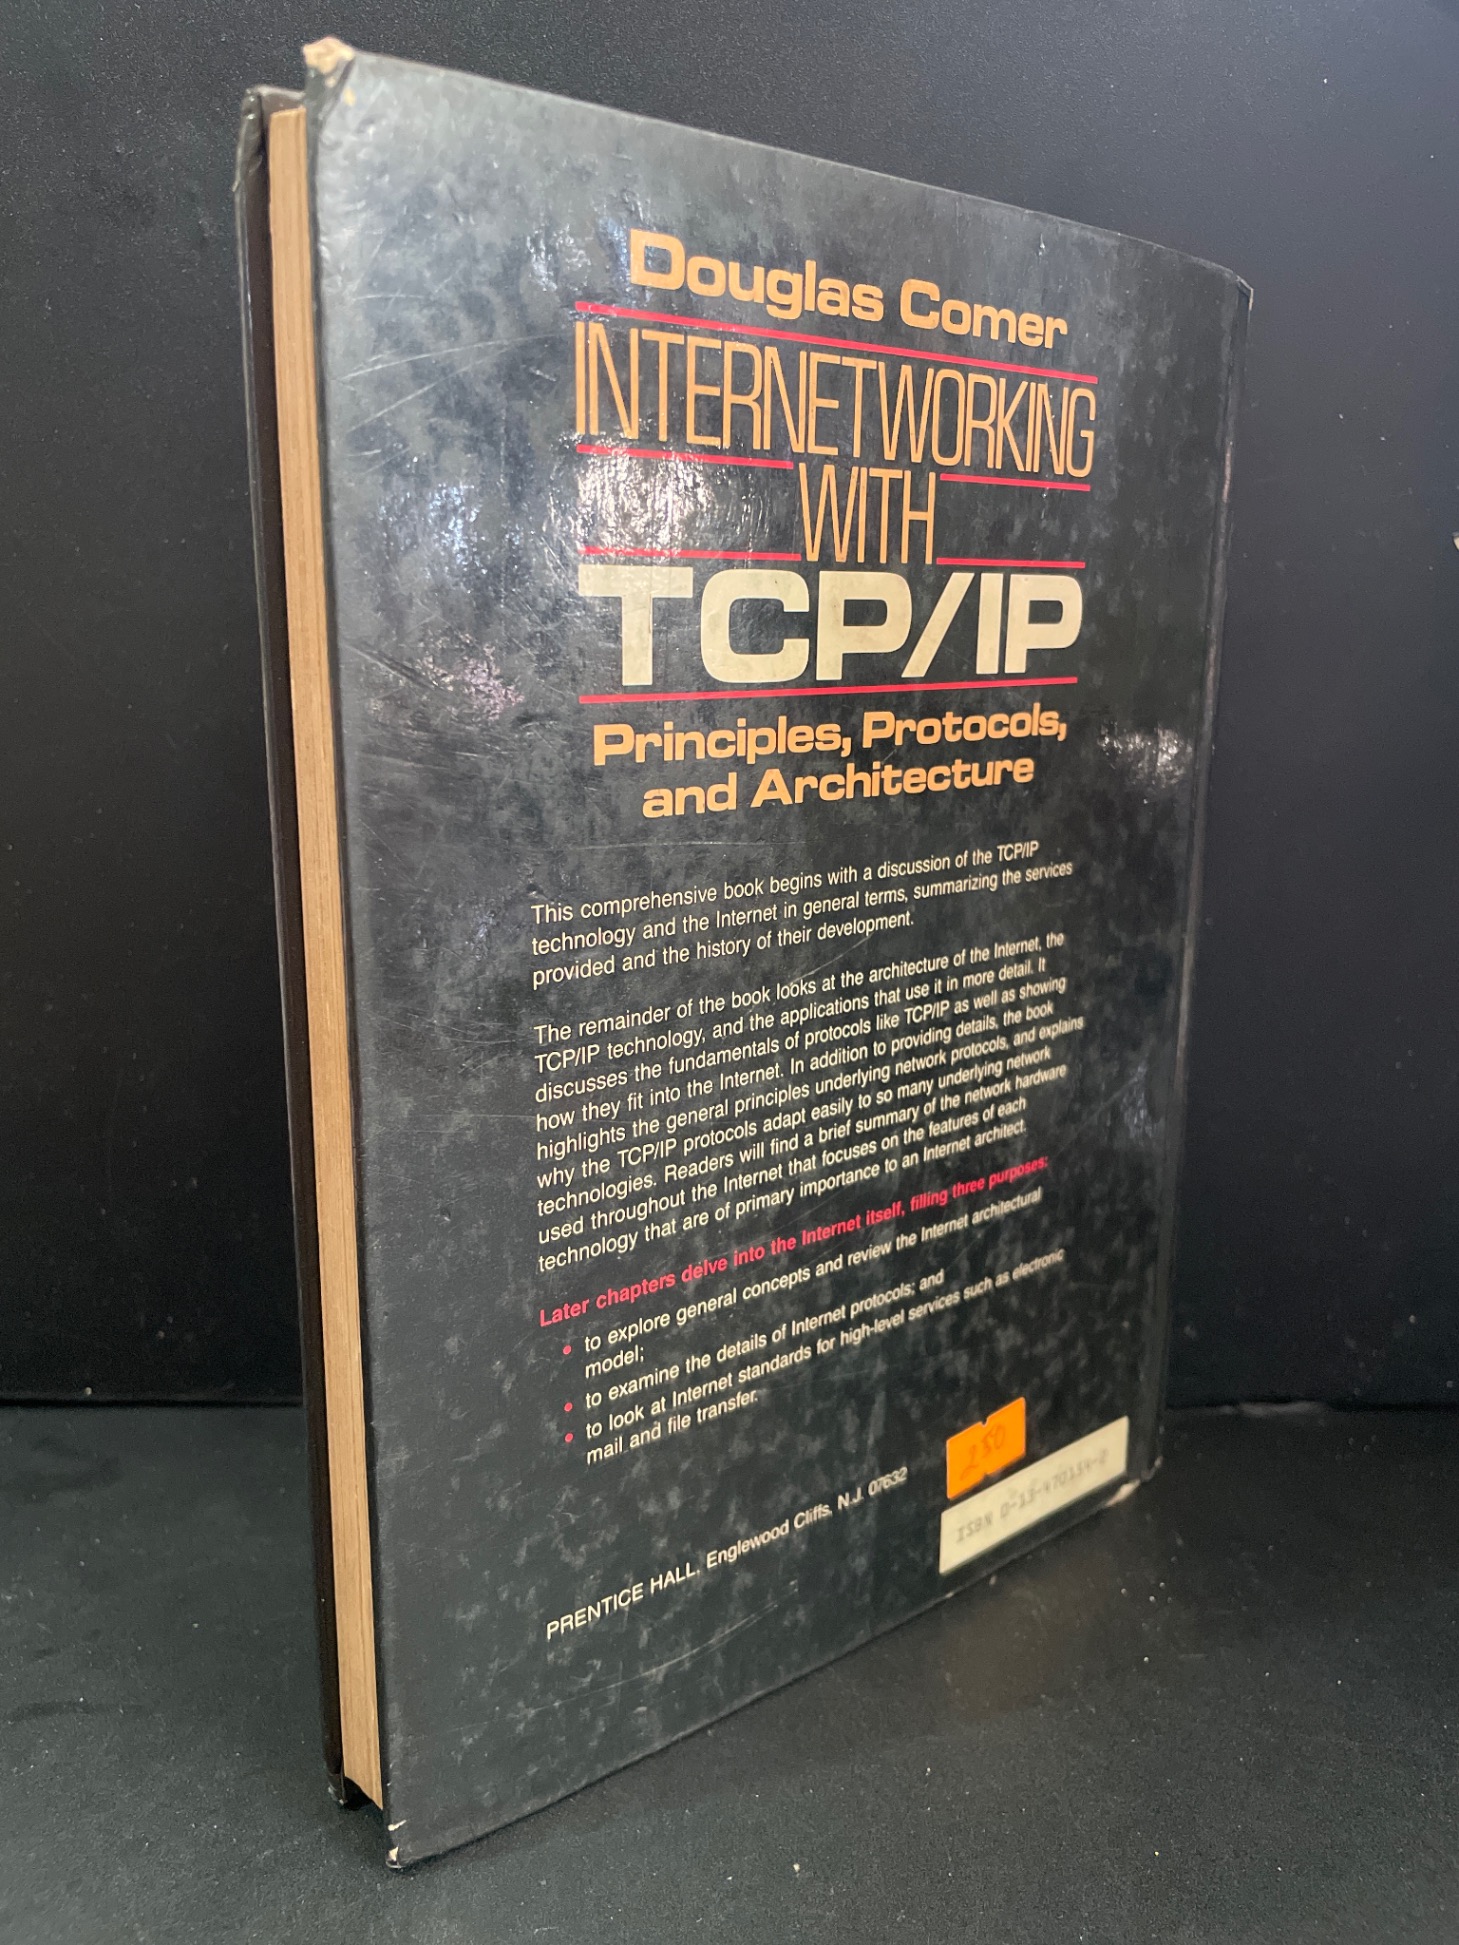 Douglas Comer
INTERNETWORKING
WITH
TCP/IP
Principles, Protocols,
and Architecture
This comprehensive book begins with a discussion of the TCP/IP
technology and the Internet in general terms, summarizing the services
provided and the history of their development.
The remainder of the book looks at the architecture of the Internet, the
TCP/IP technology, and the applications that use it in more detail. It
discusses the fundamentals of protocols like TCP/IP as well as showing
how they fit into the Internet. In addition to providing details, the book
highlights the general principles underlying network protocols, and explains
why the TCP/IP protocols adapt easily to so many underlying network
technologies. Readers will find a brief summary of the network hardware
used throughout the Internet that focuses on the features of each
technology that are of primary importance to an Internet architect.
Later chapters delve into the Internet itself, filling three purposes:
• to explore general concepts and review the Internet architectural
model;
• to examine the details of Internet protocols; and
• to look at Internet standards for high-level services such as electronic
mail and file transfer.
250
PRENTICE HALL, Englewood Cliffs, N.J. 07632
ISBN 0-13-470154-2